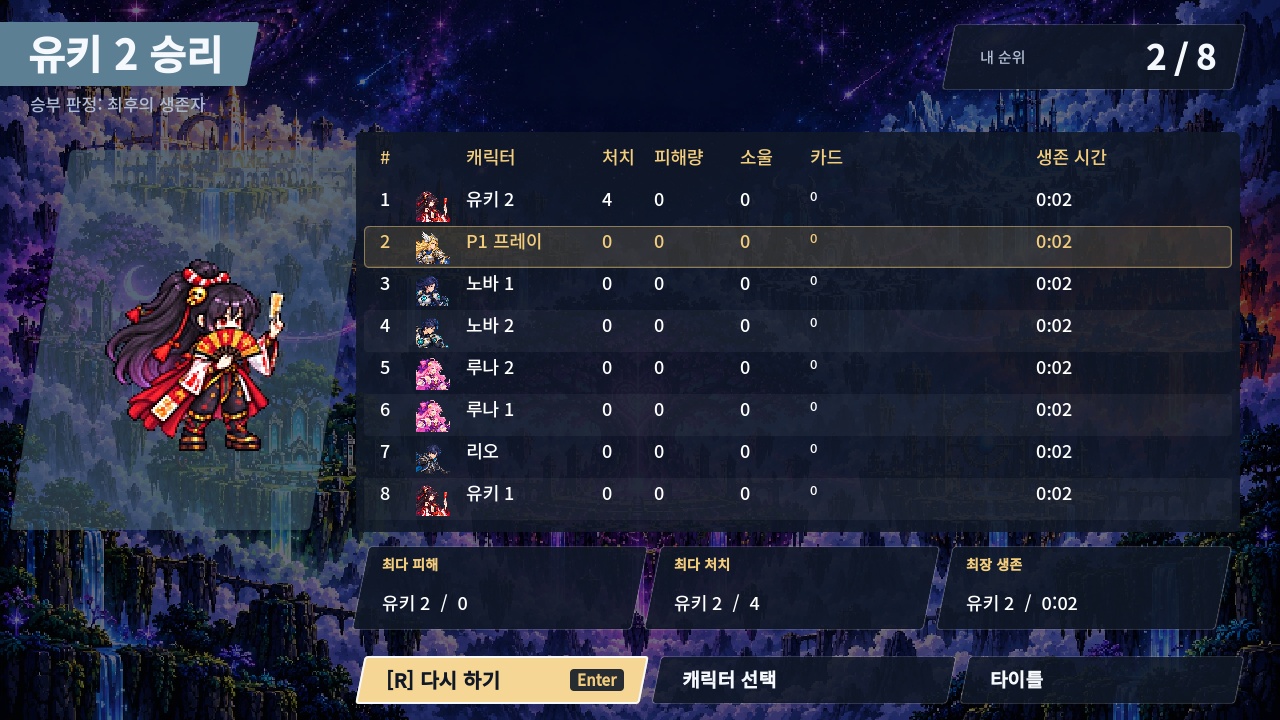 유키 2 승리
승부 판정: 최후의 생존자
내 순위 2 / 8
# 캐릭터 처치 피해량 소울 카드 생존 시간
1 유키 2 4 0 0 0 0:02
2 P1 프레이 0 0 0 0 0:02
3 노바 1 0 0 0 0 0:02
4 노바 2 0 0 0 0 0:02
5 루나 2 0 0 0 0 0:02
6 루나 1 0 0 0 0 0:02
7 리오 0 0 0 0 0:02
8 유키 1 0 0 0 0 0:02
최다 피해 최다 처치 최장 생존
유키 2 / 0 유키 2 / 4 유키 2 / 0:02
[R] 다시 하기 Enter 캐릭터 선택 타이틀